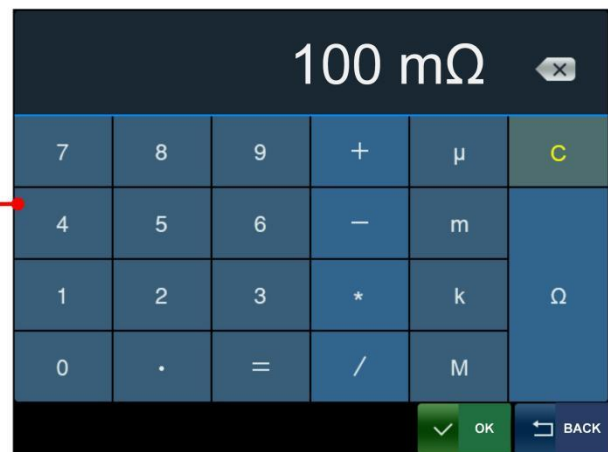 100 mΩ
7 8 9 + µ C
4 5 6 − m
1 2 3 * k Ω
0 . = / M
OK BACK